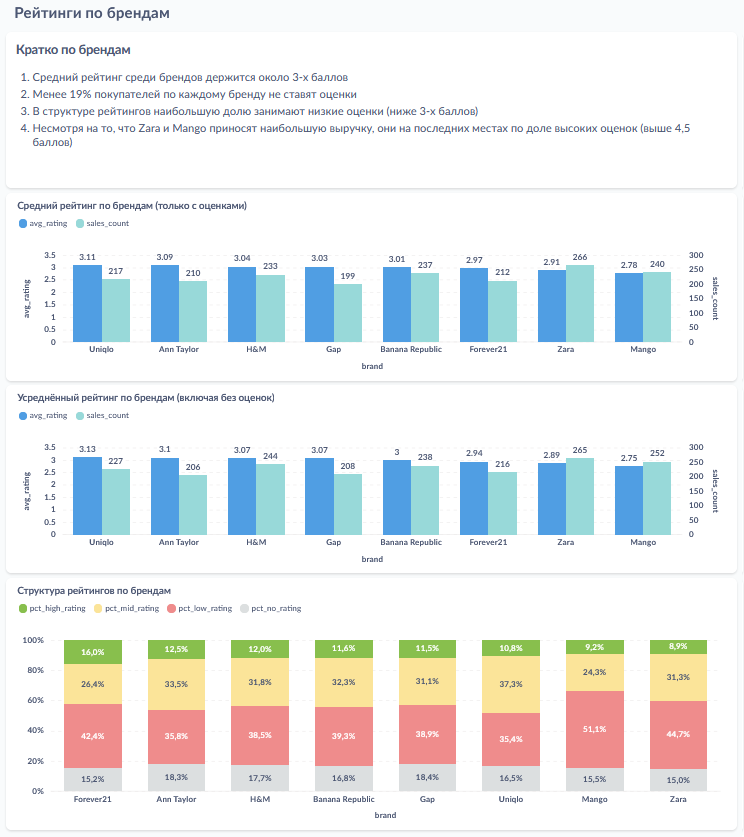 Рейтинги по брендам
Кратко по брендам
1. Средний рейтинг среди брендов держится около 3-х баллов
2. Менее 19% покупателей по каждому бренду не ставят оценки
3. В структуре рейтингов наибольшую долю занимают низкие оценки (ниже 3-х баллов)
4. Несмотря на то, что Zara и Mango приносят наибольшую выручку, они на последних местах по доле высоких оценок (выше 4,5
баллов)
Средний рейтинг по брендам (только с оценками)
avg_rating sales_count
3.11 217 3.09 210 3.04 233 3.03 199 3.01 237 2.97 212 2.91 266 2.78 240
3.5 3 2.5 2 1.5 1 0.5 0
avg_rating
300 250 200 150 100 50 0
sales_count
Uniqlo Ann Taylor H&M Gap Banana Republic Forever21 Zara Mango
brand
Усреднённый рейтинг по брендам (включая без оценок)
avg_rating sales_count
3.13 227 3.1 206 3.07 244 3.07 208 3 238 2.94 216 2.89 265 2.75 252
3.5 3 2.5 2 1.5 1 0.5 0
avg_rating
300 250 200 150 100 50 0
sales_count
Uniqlo Ann Taylor H&M Gap Banana Republic Forever21 Zara Mango
brand
Структура рейтингов по брендам
pct_high_rating pct_mid_rating pct_low_rating pct_no_rating
100% 80% 60% 40% 20% 0%
16,0% 12,5% 12,0% 11,6% 11,5% 10,8% 9,2% 8,9%
26,4% 33,5% 31,8% 32,3% 31,1% 37,3% 24,3% 31,3%
42,4% 35,8% 38,5% 39,3% 38,9% 35,4% 51,1% 44,7%
15,2% 18,3% 17,7% 16,8% 18,4% 16,5% 15,5% 15,0%
Forever21 Ann Taylor H&M Banana Republic Gap Uniqlo Mango Zara
brand